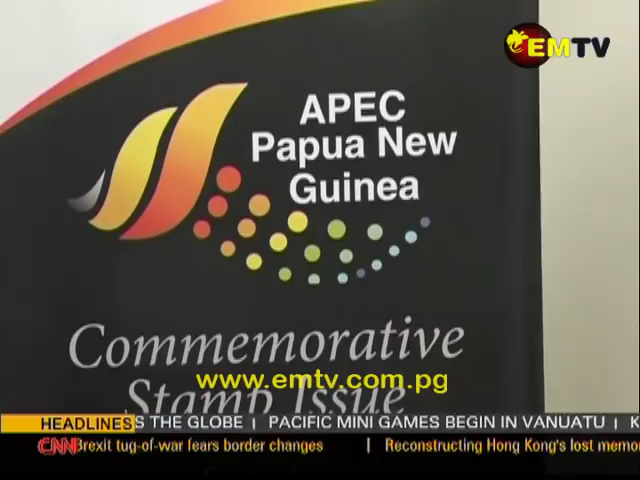 EMTV
APEC
Papua New
Guinea
Commemorative
Stamp Issue
www.emtv.com.pg
HEADLINES S THE GLOBE | PACIFIC MINI GAMES BEGIN IN VANUATU | K
CNN Brexit tug-of-war fears border changes | Reconstructing Hong Kong's lost memor